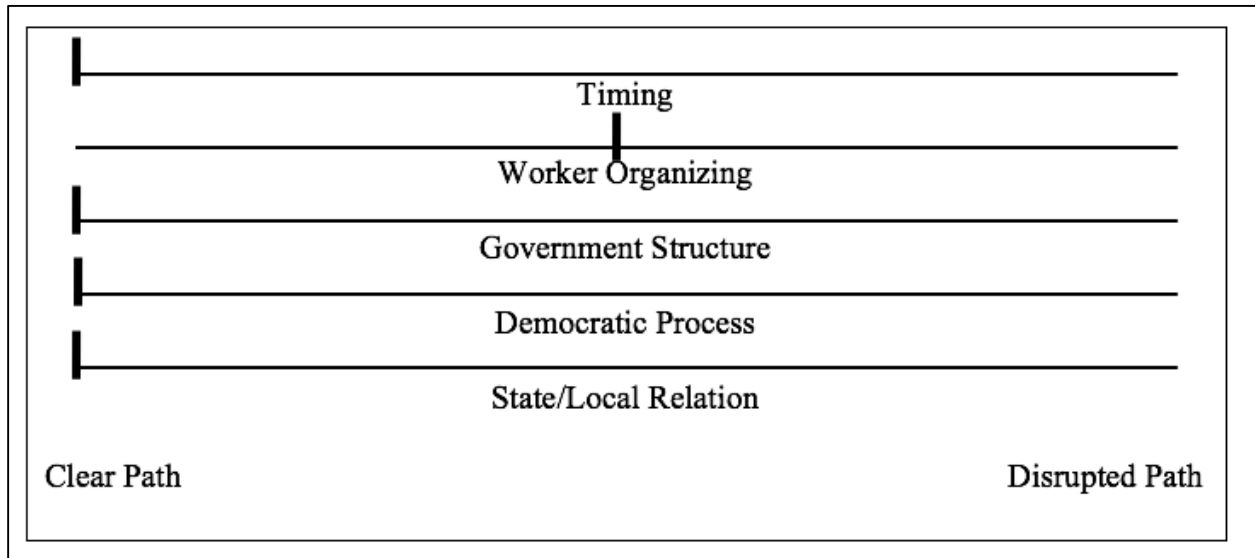 Timing
Worker Organizing
Government Structure
Democratic Process
State/Local Relation
Clear Path Disrupted Path